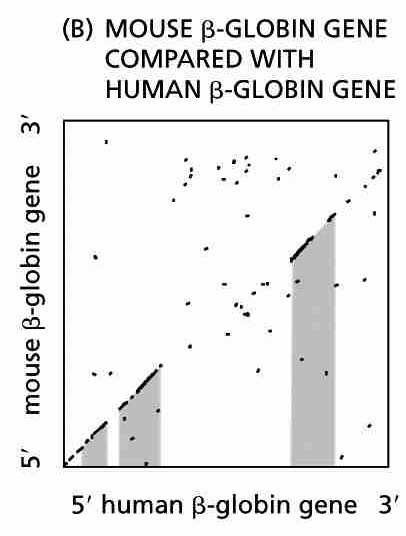 (B) MOUSE β-GLOBIN GENE
COMPARED WITH
HUMAN β-GLOBIN GENE
3′
mouse β-globin gene
5′
5′ human β-globin gene 3′